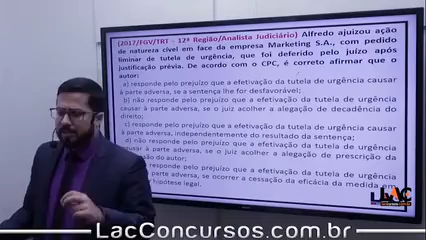 (2017/FGV/TRT - 12ª Região/Analista Judiciário) Alfredo ajuizou ação
de natureza cível em face da empresa Marketing S.A., com pedido
liminar de tutela de urgência, que foi deferido pelo juízo após
justificação prévia. De acordo com o CPC, é correto afirmar que o
autor:
a) responde pelo prejuízo que a efetivação da tutela de urgência causar
à parte adversa, se a sentença lhe for desfavorável;
b) não responde pelo prejuízo que a efetivação da tutela de urgência
causar à parte adversa, se o juiz acolher a alegação de decadência do
direito;
c) responde pelo prejuízo que a efetivação da tutela de urgência causar
à parte adversa, independentemente do resultado da sentença;
d) não responde pelo prejuízo que a efetivação da tutela de urgência
causar à parte adversa, se o juiz acolher a alegação de prescrição da
do autor;
pelo prejuízo que a efetivação da tutela de urgência
parte adversa, se ocorrer a cessação da eficácia da medida em
hipótese legal.
LAC
LacConcursos.com.br